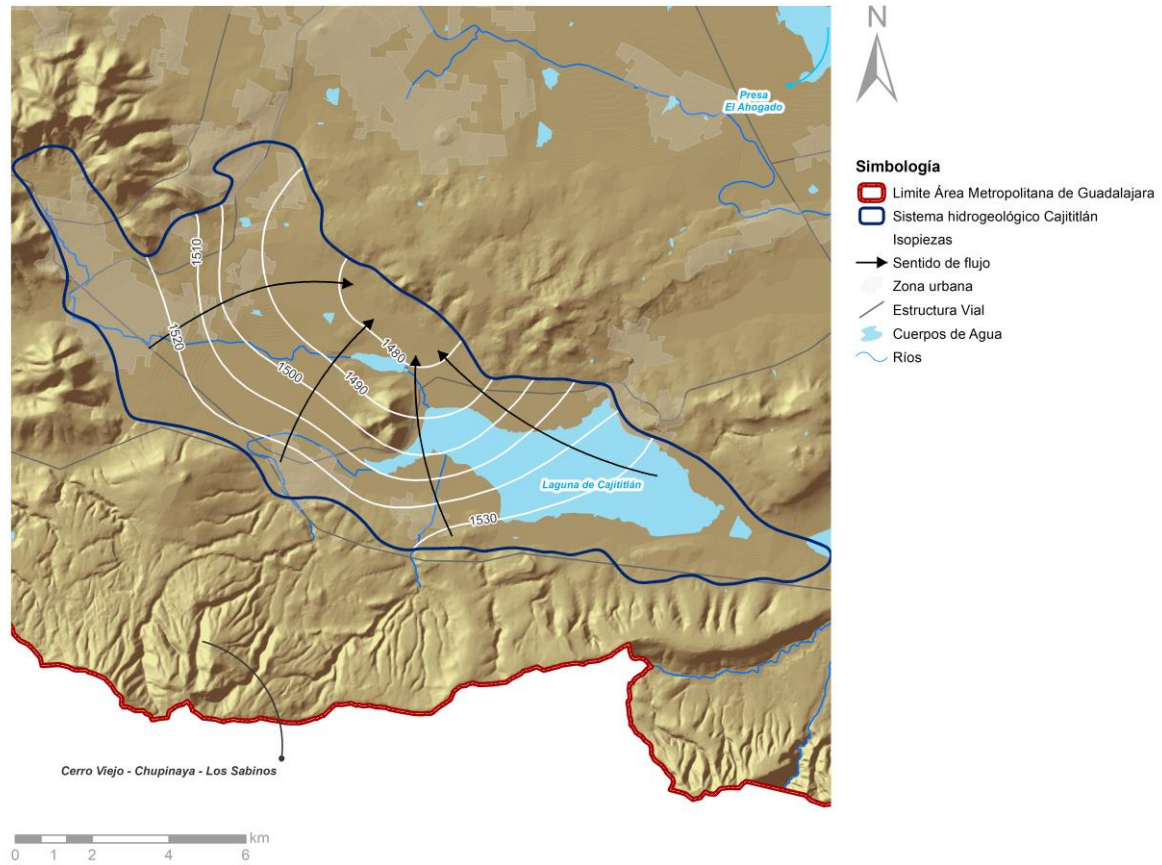 N
Presa
El Ahogado
Simbología
Limite Área Metropolitana de Guadalajara
Sistema hidrogeológico Cajititlán
Isopiezas
Sentido de flujo
Zona urbana
Estructura Vial
Cuerpos de Agua
Ríos
1510
1520
1480
1500
1490
Laguna de Cajititlán
1530
Cerro Viejo - Chupinaya - Los Sabinos
km
0 1 2 4 6